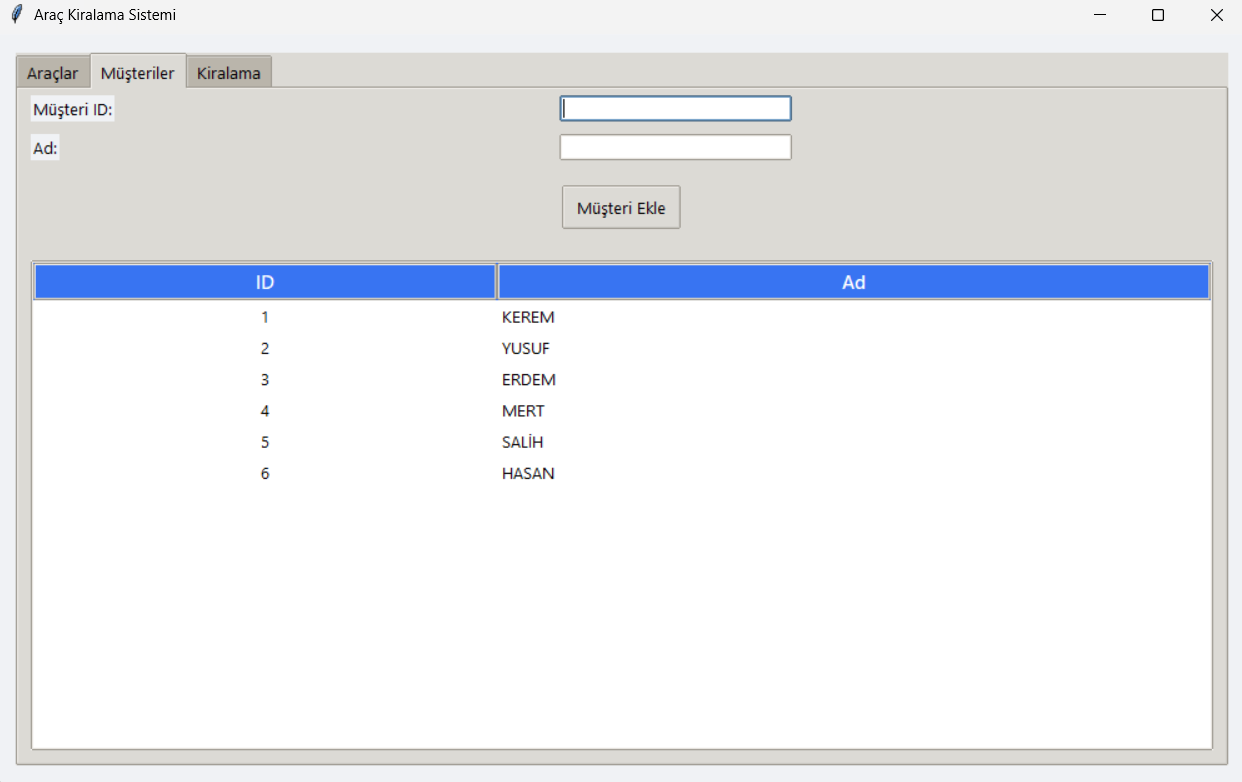 Araç Kiralama Sistemi
Araçlar Müşteriler Kiralama
Müşteri ID:
Ad:
Müşteri Ekle
ID Ad
1 KEREM
2 YUSUF
3 ERDEM
4 MERT
5 SALİH
6 HASAN